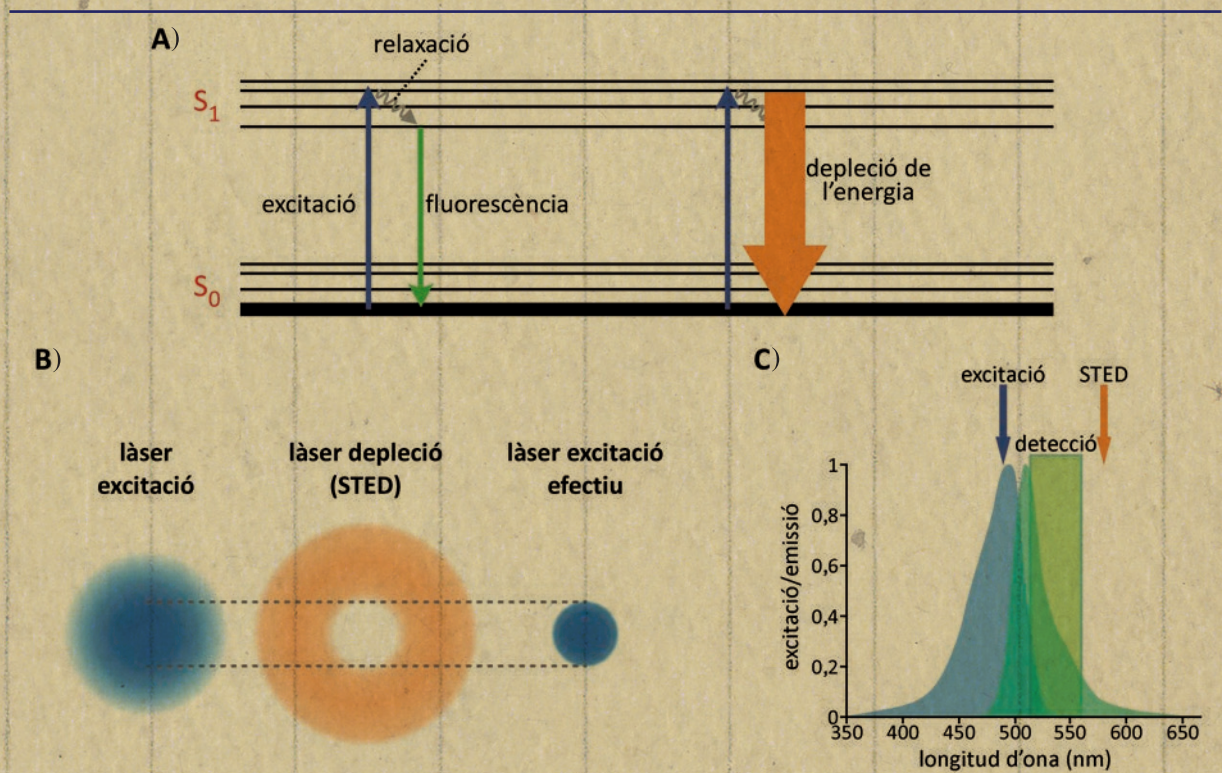 A)
relaxació
S1
excitació
fluorescència
depleció de
l'energia
S0
B)
làser
excitació
làser depleció
(STED)
làser excitació
efectiu
C)
excitació
STED
detecció
excitació/emissió
1
0,8
0,6
0,4
0,2
0
350
400
450
500
550
600
650
longitud d'ona (nm)